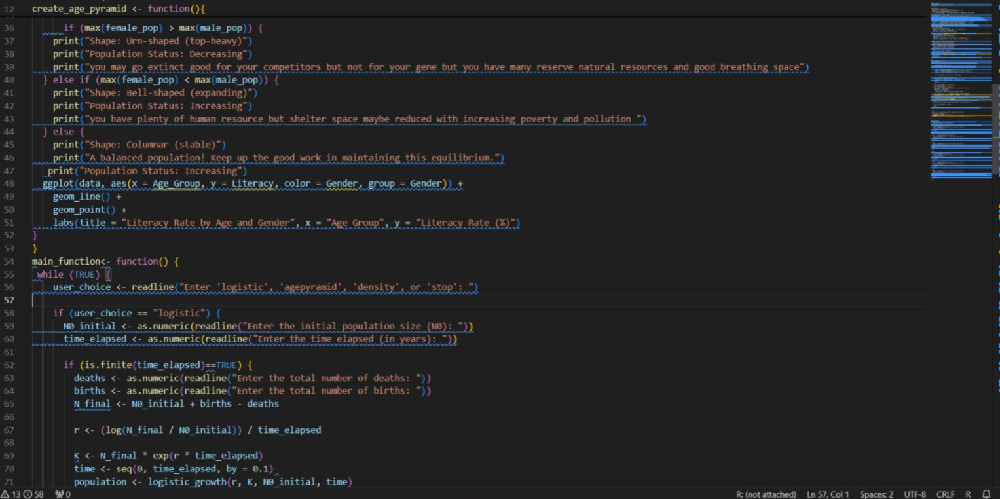 12 create_age_pyramid <- function(){
36 if (max(female_pop) > max(male_pop)) {
37 print("Shape: Urn-shaped (top-heavy)")
38 print("Population Status: Decreasing")
39 print("you may go extinct good for your competitors but not for your gene but you have many reserve natural resources and good breathing space")
40 } else if (max(female_pop) < max(male_pop)) {
41 print("Shape: Bell-shaped (expanding)")
42 print("Population Status: Increasing")
43 print("you have plenty of human resource but shelter space maybe reduced with increasing poverty and pollution ")
44 } else {
45 print("Shape: Columnar (stable)")
46 print("A balanced population! Keep up the good work in maintaining this equilibrium.")
47 print("Population Status: Increasing")
48 ggplot(data, aes(x = Age_Group, y = Literacy, color = Gender, group = Gender)) +
49 geom_line() +
50 geom_point() +
51 labs(title = "Literacy Rate by Age and Gender", x = "Age Group", y = "Literacy Rate (%)")
52 }
53 }
54 main_function<- function() {
55 while (TRUE) {
56 user_choice <- readline("Enter 'logistic', 'agepyramid', 'density', or 'stop': ")
57
58 if (user_choice == "logistic") {
59 N0_initial <- as.numeric(readline("Enter the initial population size (N0): "))
60 time_elapsed <- as.numeric(readline("Enter the time elapsed (in years): "))
61
62 if (is.finite(time_elapsed)==TRUE) {
63 deaths <- as.numeric(readline("Enter the total number of deaths: "))
64 births <- as.numeric(readline("Enter the total number of births: "))
65 N_final <- N0_initial + births - deaths
66
67 r <- (log(N_final / N0_initial)) / time_elapsed
68
69 K <- N_final * exp(r * time_elapsed)
70 time <- seq(0, time_elapsed, by = 0.1)
71 population <- logistic_growth(r, K, N0_initial, time)
13 58 0 R: (not attached) Ln 57, Col 1 Spaces: 2 UTF-8 CRLF R